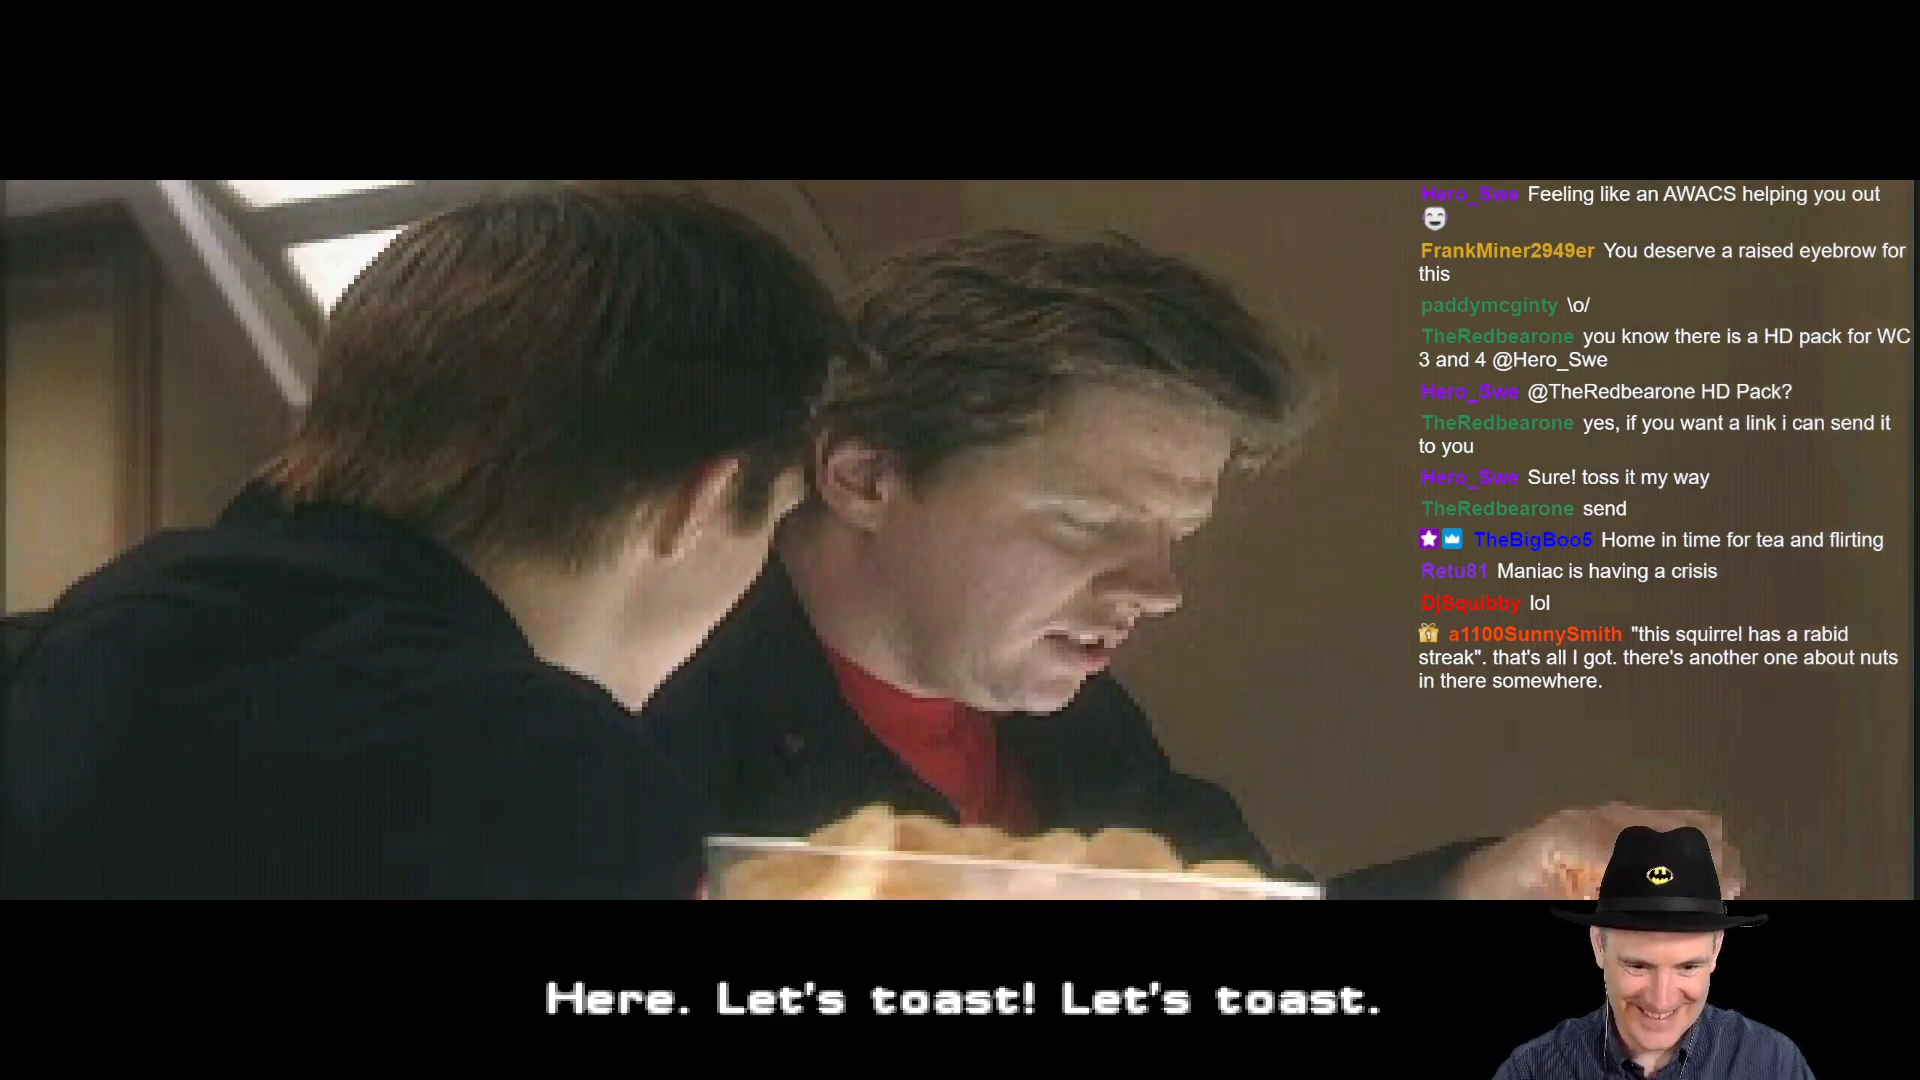 Hero_Swe Feeling like an AWACS helping you out
FrankMiner2949er You deserve a raised eyebrow for
this
paddymcginty \o/
TheRedbearone you know there is a HD pack for WC
3 and 4 @Hero_Swe
Hero_Swe @TheRedbearone HD Pack?
TheRedbearone yes, if you want a link i can send it
to you
Hero_Swe Sure! toss it my way
TheRedbearone send
TheBigBoo5 Home in time for tea and flirting
Retu81 Maniac is having a crisis
DjSquibby lol
a1100SunnySmith "this squirrel has a rabid
streak". that's all I got. there's another one about nuts
in there somewhere.
Here. Let's toast! Let's toast.